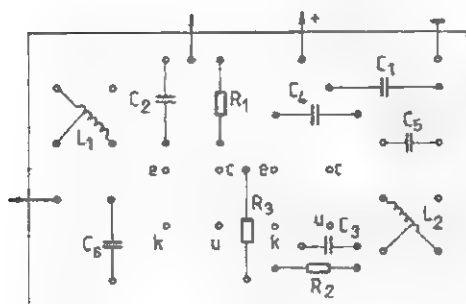 +
C₁
C₂ R₁ C₄
L₁ C₅
з с з с
R₃ L₂
C₆ к и к и C₃
R₂